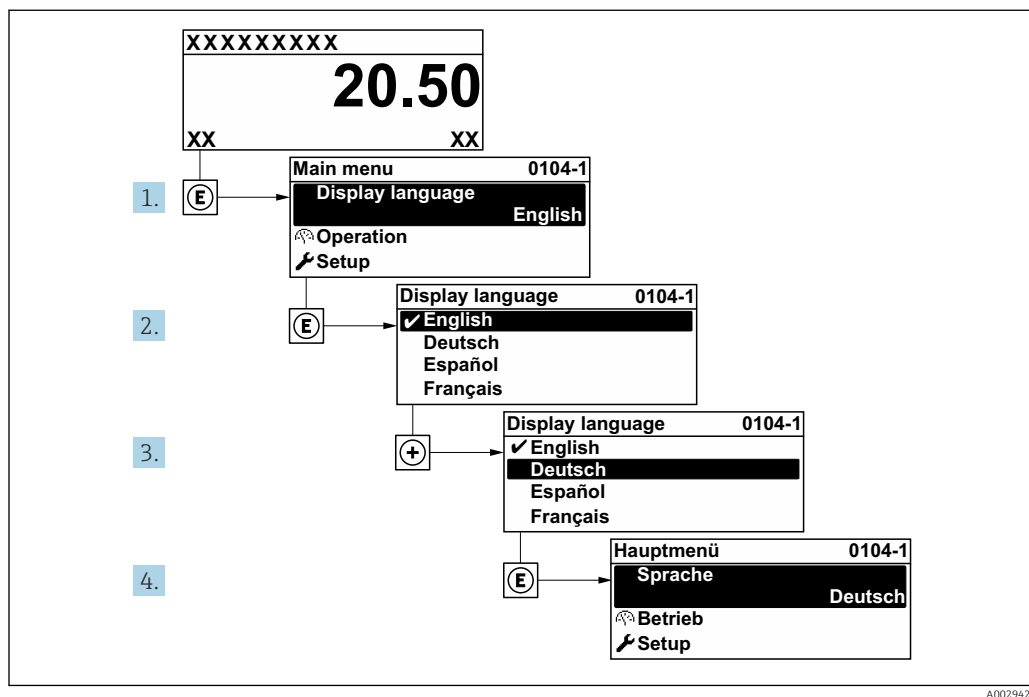 XXXXXXXXX
20.50
XX XX
1.
E
Main menu 0104-1
Display language
English
Operation
Setup
2.
E
Display language 0104-1
✔English
Deutsch
Español
Français
3.
+
Display language 0104-1
✔English
Deutsch
Español
Français
4.
E
Hauptmenü 0104-1
Sprache
Deutsch
Betrieb
Setup